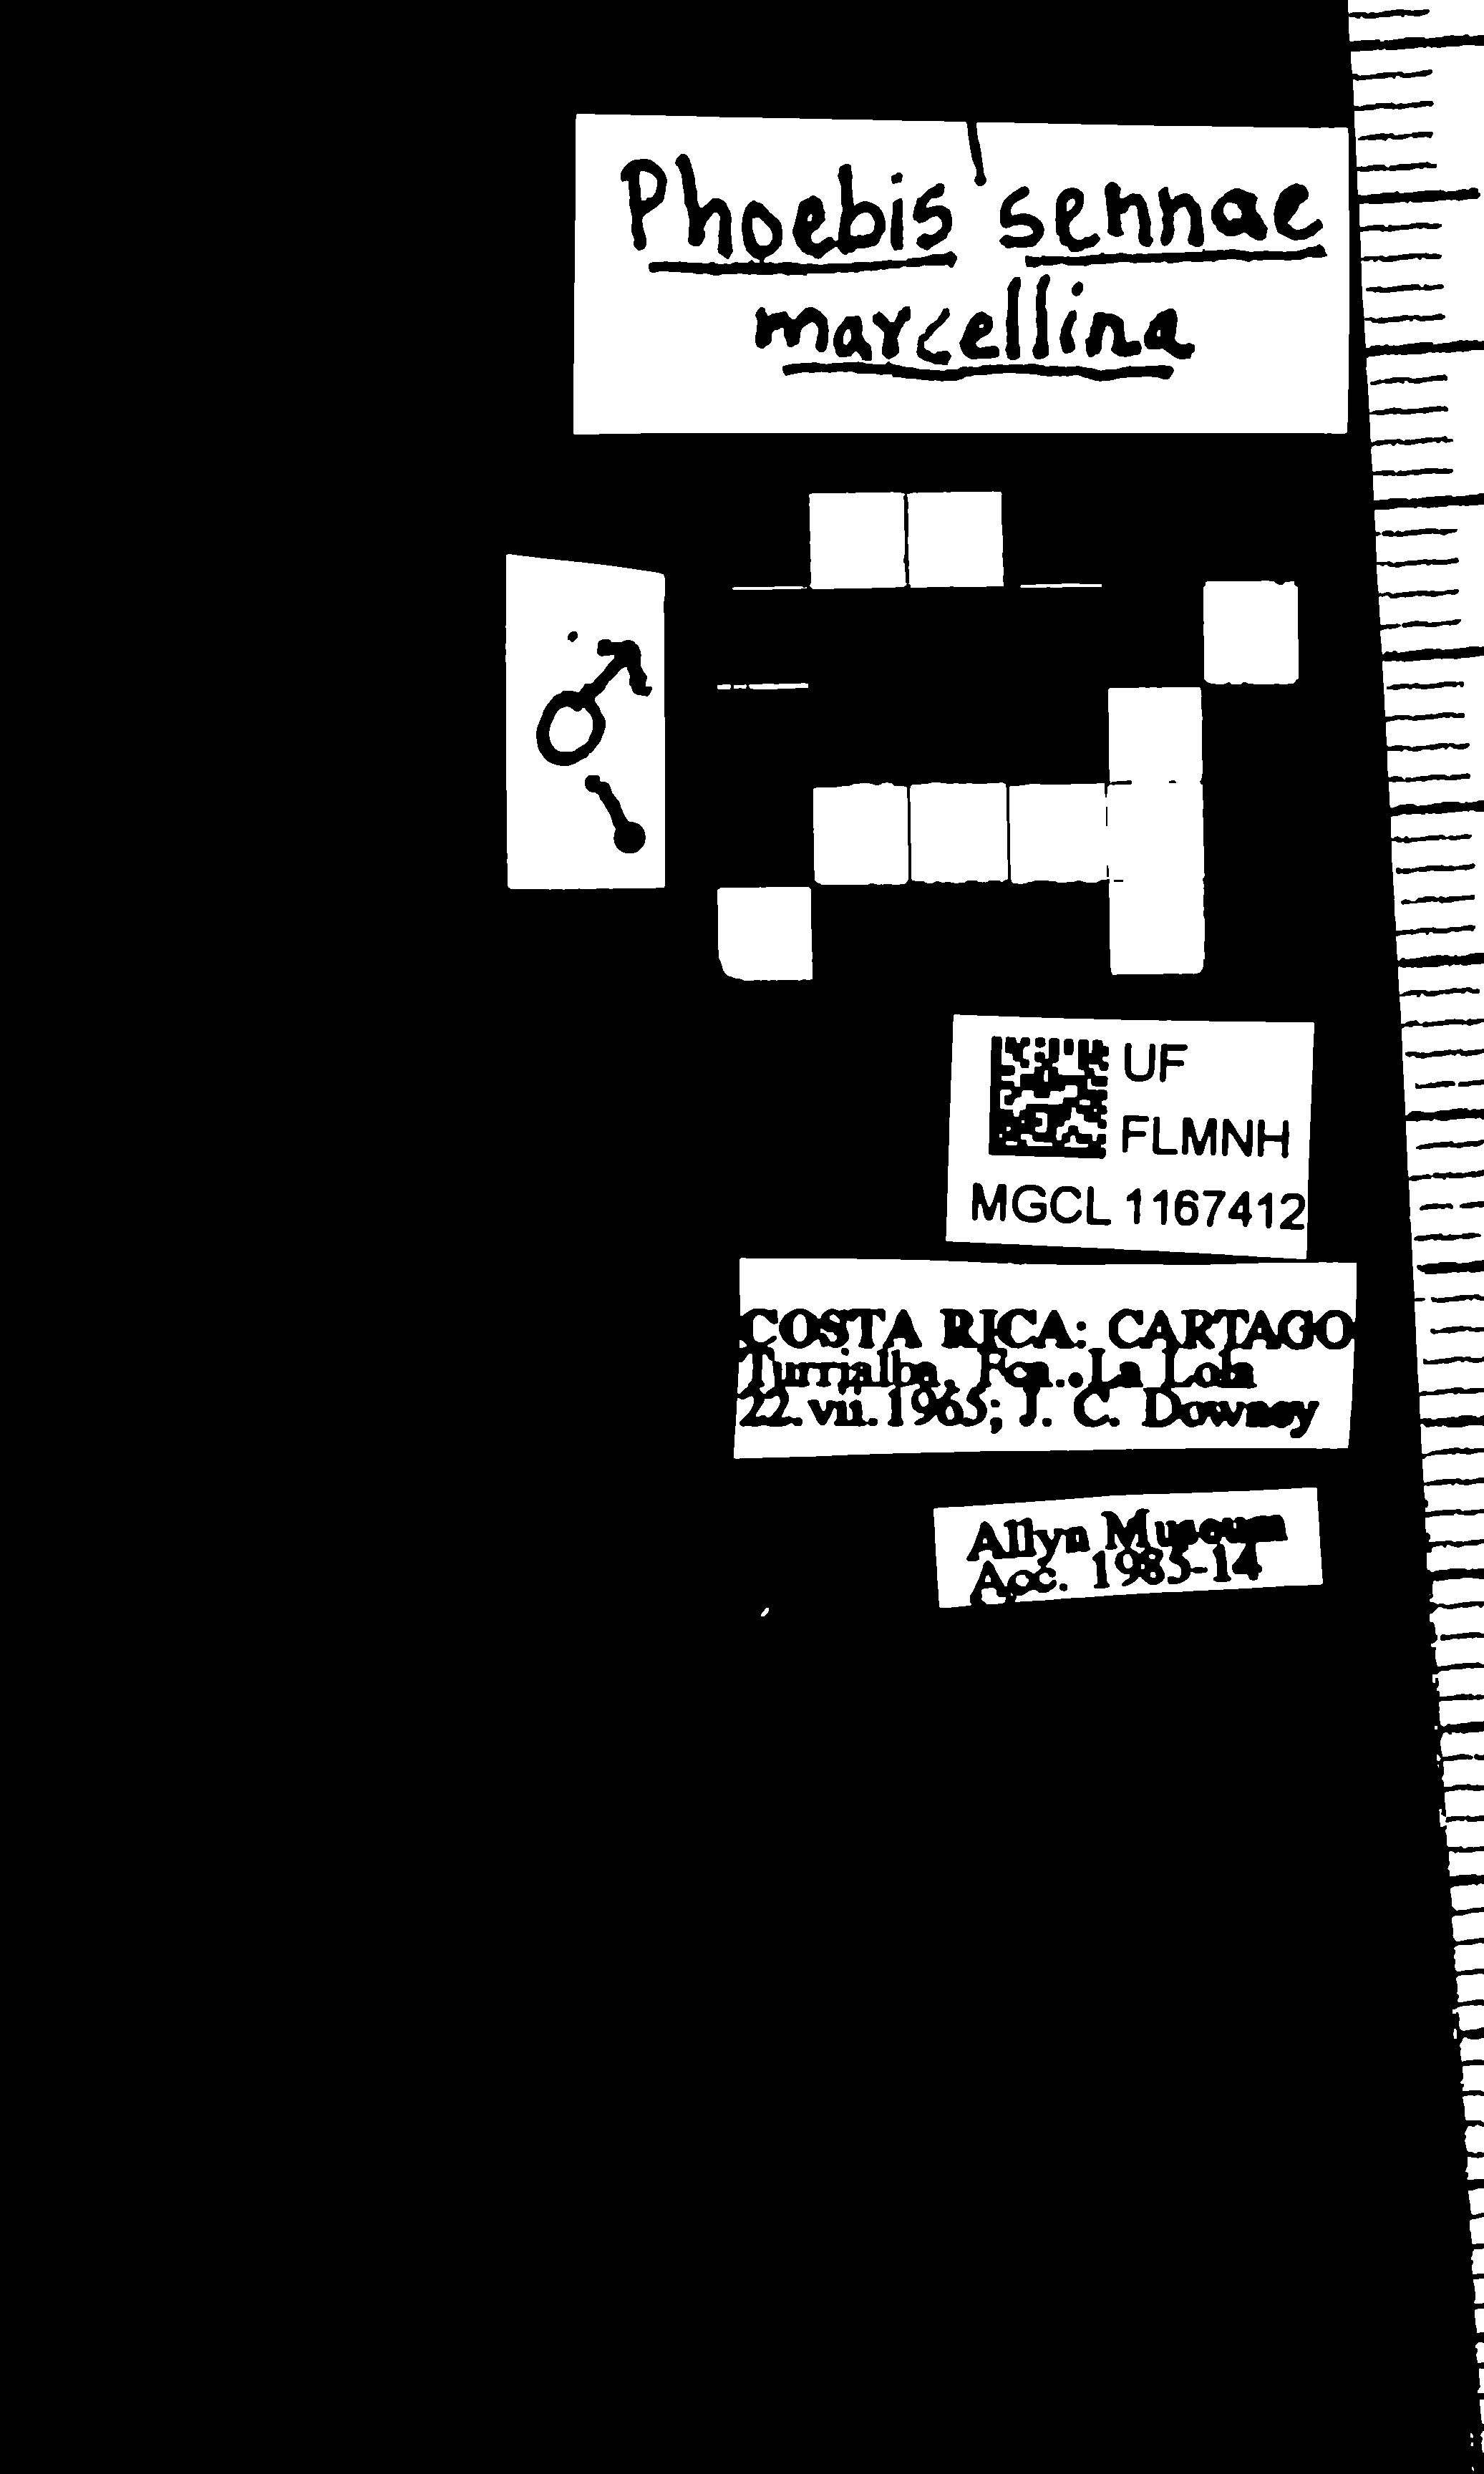 Phoebis sennae
marcellina
♂
UF
FLMNH
MGCL 1167412
COSTA RICA: CARTAGO
Turrialba, Fca. La Lola
22.vii.1965; J. C. Downey
Allyn Museum
Acc. 1985-14